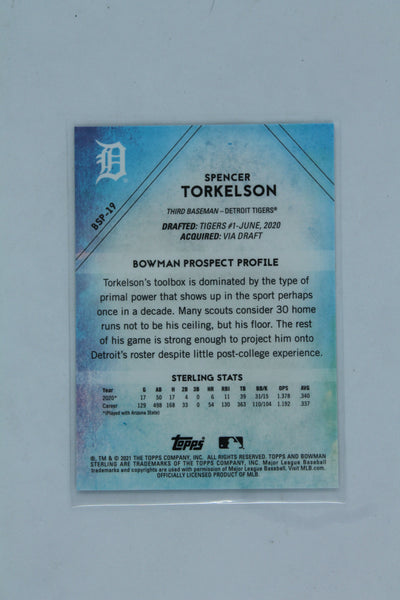 D
BSP-19
SPENCER
TORKELSON
THIRD BASEMAN – DETROIT TIGERS®
DRAFTED: TIGERS #1-JUNE, 2020
ACQUIRED: VIA DRAFT
BOWMAN PROSPECT PROFILE
Torkelson's toolbox is dominated by the type of
primal power that shows up in the sport perhaps
once in a decade. Many scouts consider 30 home
runs not to be his ceiling, but his floor. The rest
of his game is strong enough to project him onto
Detroit's roster despite little post-college experience.
STERLING STATS
Year G AB H 2B 3B HR RBI TB BB/K OPS AVG
2020* 17 50 17 4 0 6 11 39 31/15 1.378 .340
Career 129 498 168 33 0 54 130 363 110/104 1.192 .337
*(Played with Arizona State)
Topps
®, TM & © 2021 THE TOPPS COMPANY, INC. ALL RIGHTS RESERVED. TOPPS AND BOWMAN
STERLING ARE TRADEMARKS OF THE TOPPS COMPANY, INC. Major League Baseball
trademarks and copyrights are used with permission of Major League Baseball. Visit MLB.com.
OFFICIALLY LICENSED PRODUCT OF MLB.